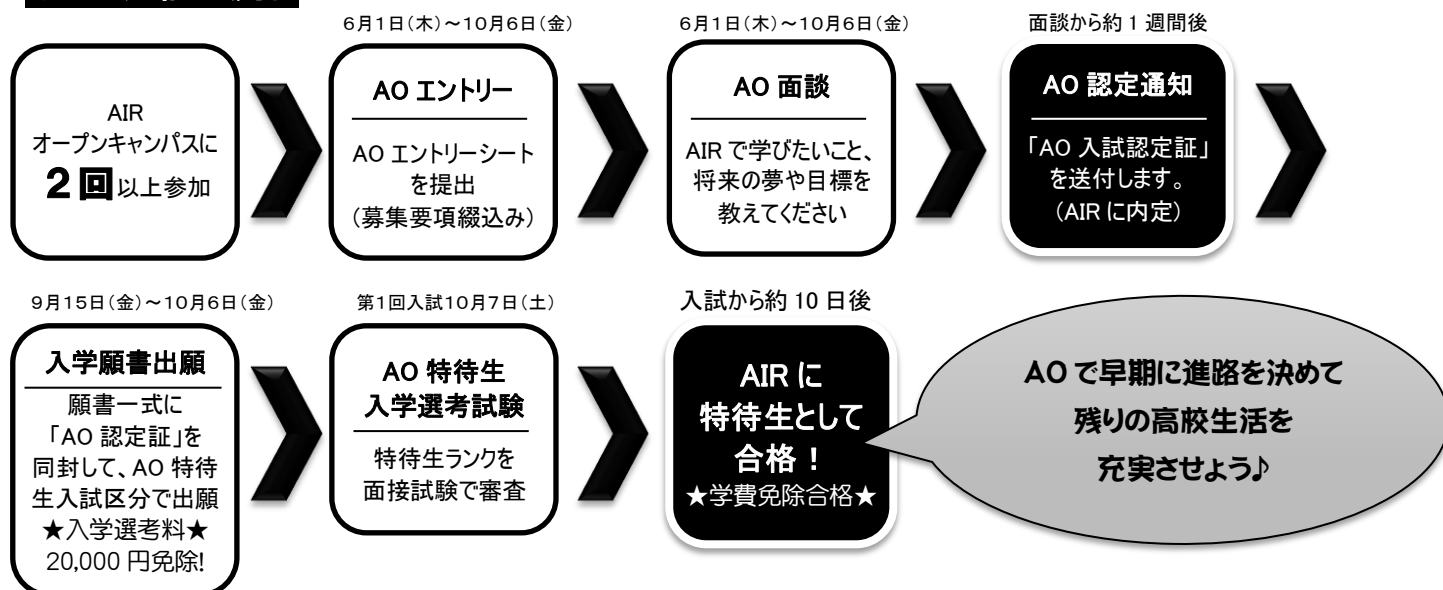 AIR
オープンキャンパスに
２回以上参加
6月1日(木)～10月6日(金)
AO エントリー
AO エントリーシート
を提出
(募集要項綴込み)
6月1日(木)～10月6日(金)
AO 面談
AIR で学びたいこと、
将来の夢や目標を
教えてください
面談から約 1 週間後
AO 認定通知
「AO 入試認定証」
を送付します。
(AIR に内定)
9月15日(金)～10月6日(金)
入学願書出願
願書一式に
「AO 認定証」を
同封して、AO 特待
生入試区分で出願
★入学選考料★
20,000 円免除!
第1回入試10月7日(土)
AO 特待生
入学選考試験
特待生ランクを
面接試験で審査
入試から約 10 日後
AIR に
特待生として
合格！
★学費免除合格★
AO で早期に進路を決めて
残りの高校生活を
充実させよう♪